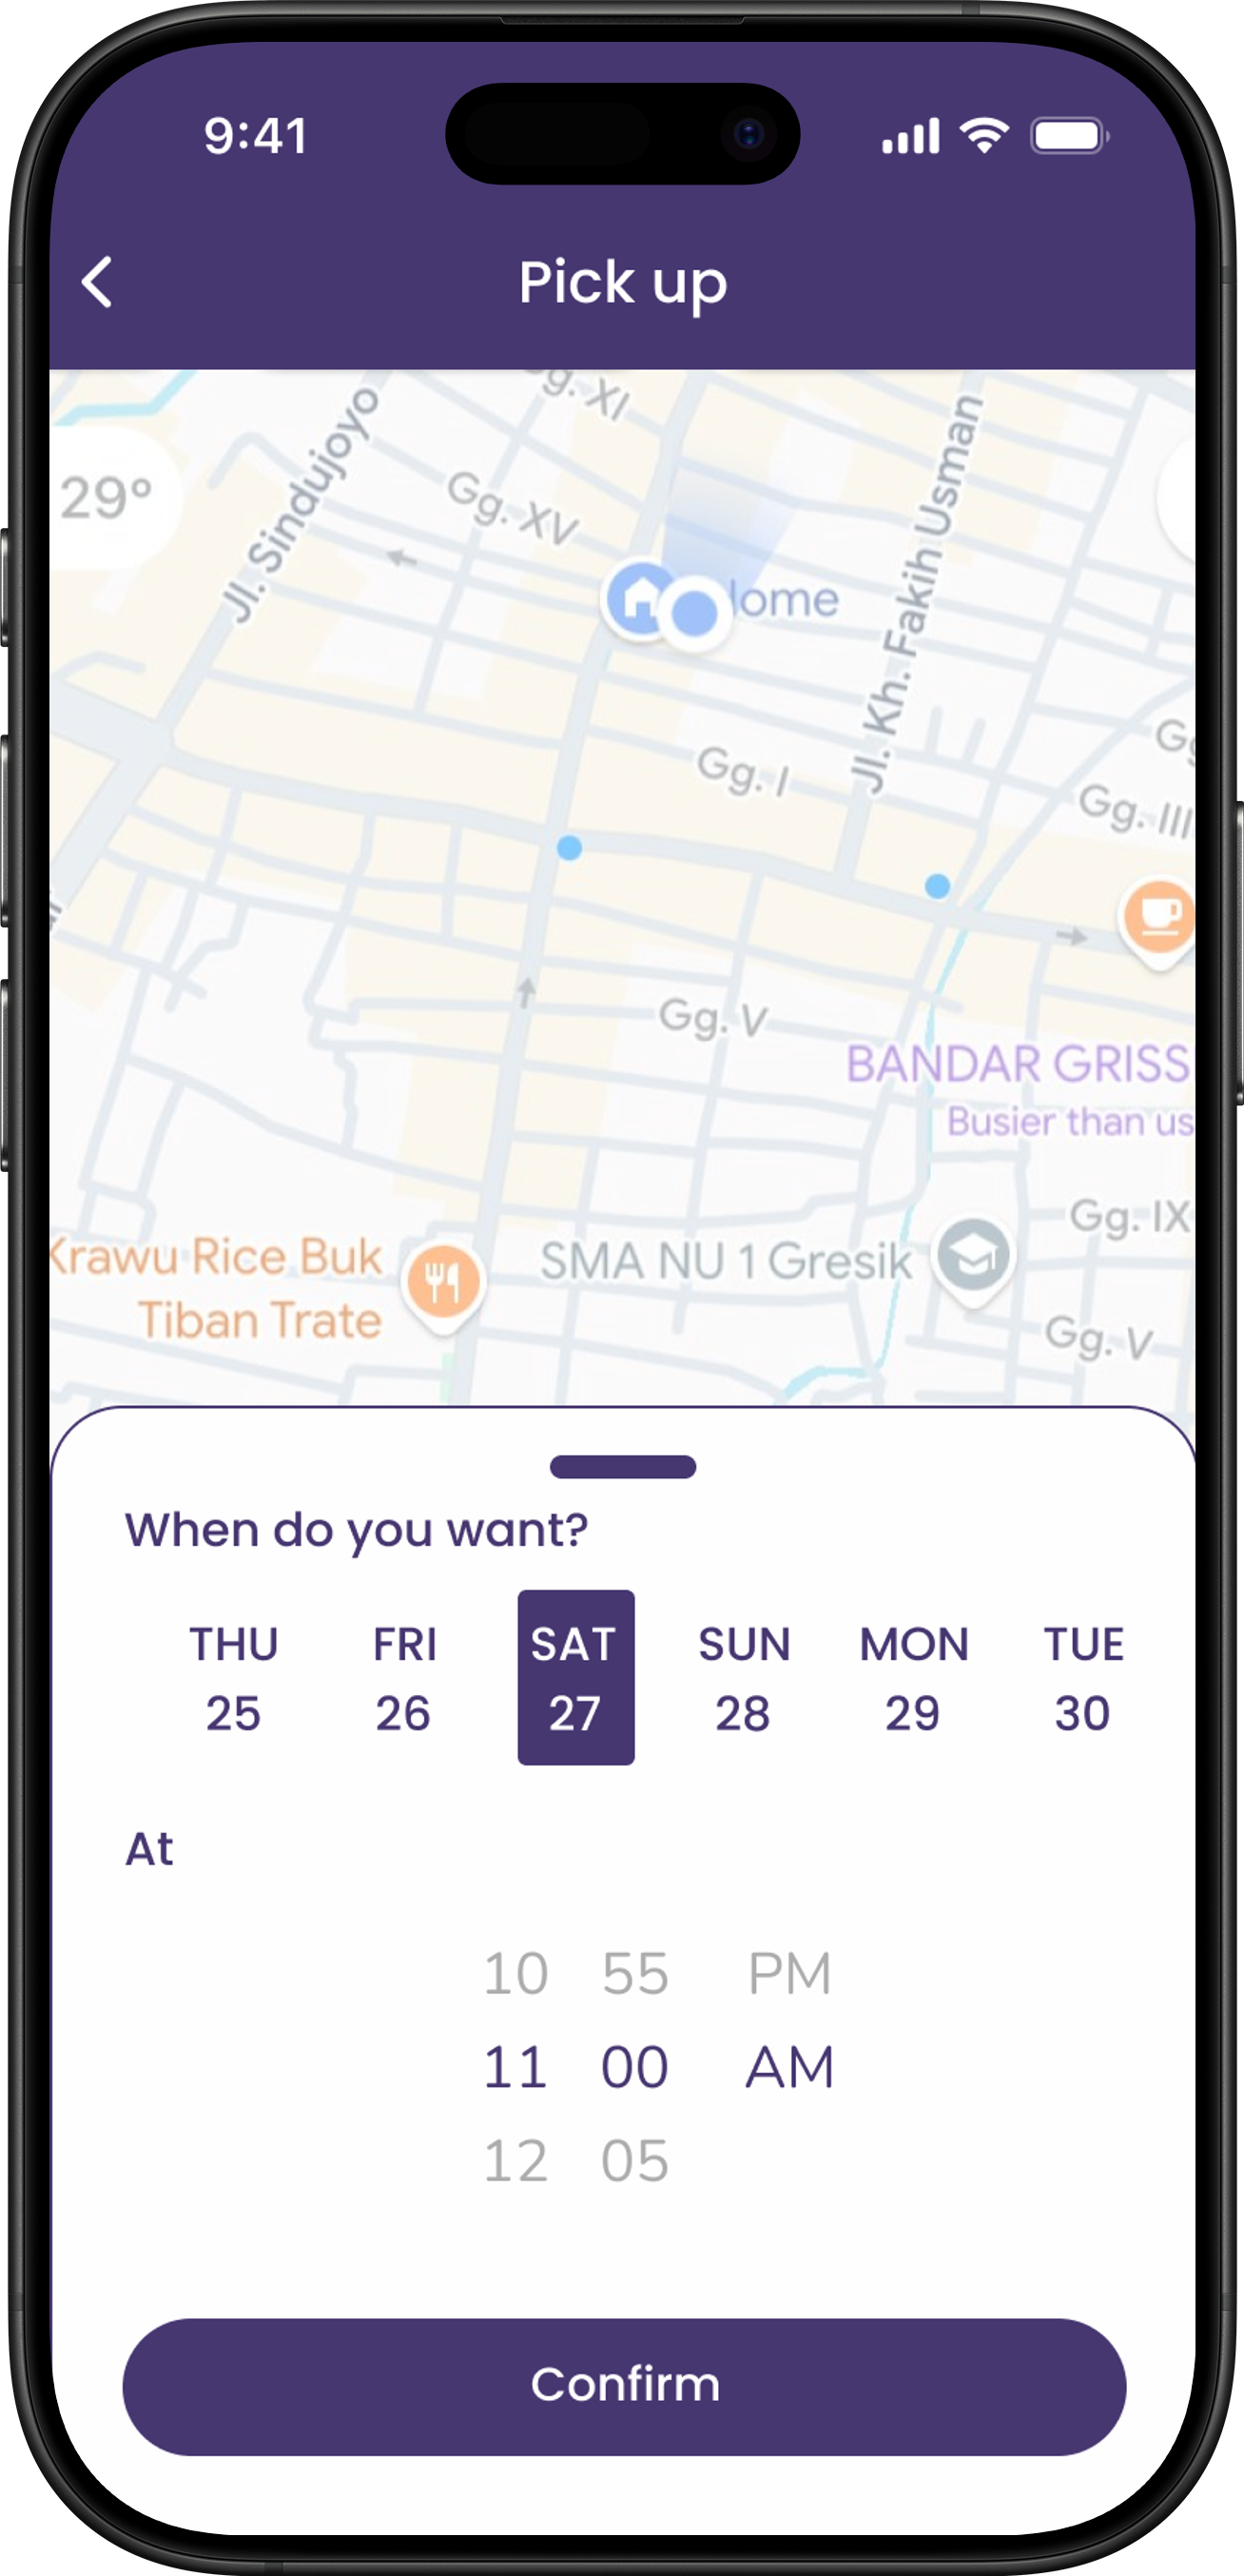 9:41
Pick up
Gg. XI
29°
Jl. Sindujoyo
Gg. XV
Jl. Kh. Fakih Usman
Gg. I
Gg. III
Gg. V
BANDAR GRISS
Busier than us
Krawu Rice Buk
Tiban Trate
SMA NU 1 Gresik
Gg. IX
Gg. V
When do you want?
THU FRI SAT SUN MON TUE
25 26 27 28 29 30
At
10 55 PM
11 00 AM
12 05
Confirm